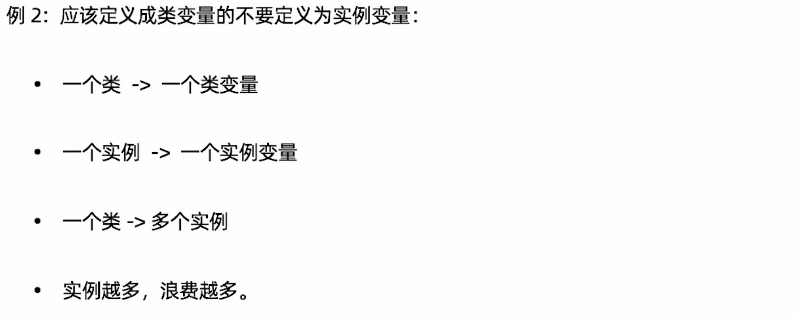 例 2：应该定义成类变量的不要定义为实例变量：
• 一个类 -> 一个类变量
• 一个实例 -> 一个实例变量
• 一个类 -> 多个实例
• 实例越多，浪费越多。